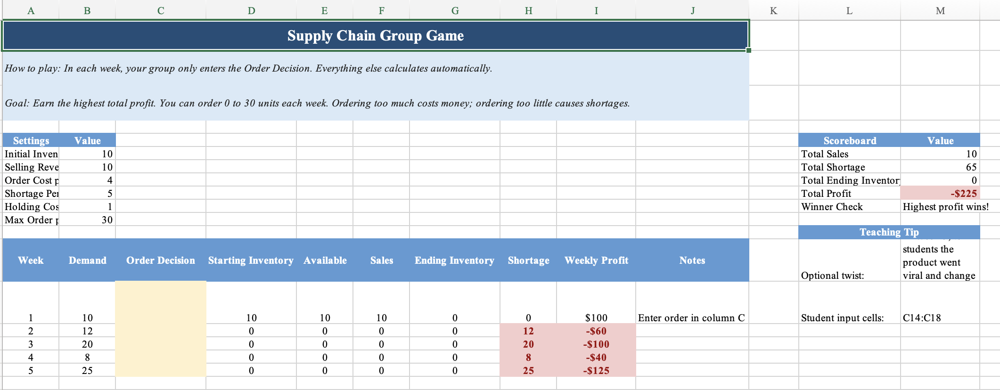 A B C D E F G H I J K L M
Supply Chain Group Game
How to play: In each week, your group only enters the Order Decision. Everything else calculates automatically.
Goal: Earn the highest total profit. You can order 0 to 30 units each week. Ordering too much costs money; ordering too little causes shortages.
Settings Value Scoreboard Value
Initial Inven 10 Total Sales 10
Selling Reve 10 Total Shortage 65
Order Cost p 4 Total Ending Inventor 0
Shortage Per 5 Total Profit -$225
Holding Cos 1 Winner Check Highest profit wins!
Max Order p 30
Teaching Tip
Week Demand Order Decision Starting Inventory Available Sales Ending Inventory Shortage Weekly Profit Notes
students the
product went
Optional twist: viral and change
1 10 10 10 10 0 0 $100 Enter order in column C Student input cells: C14:C18
2 12 0 0 0 0 12 -$60
3 20 0 0 0 0 20 -$100
4 8 0 0 0 0 8 -$40
5 25 0 0 0 0 25 -$125